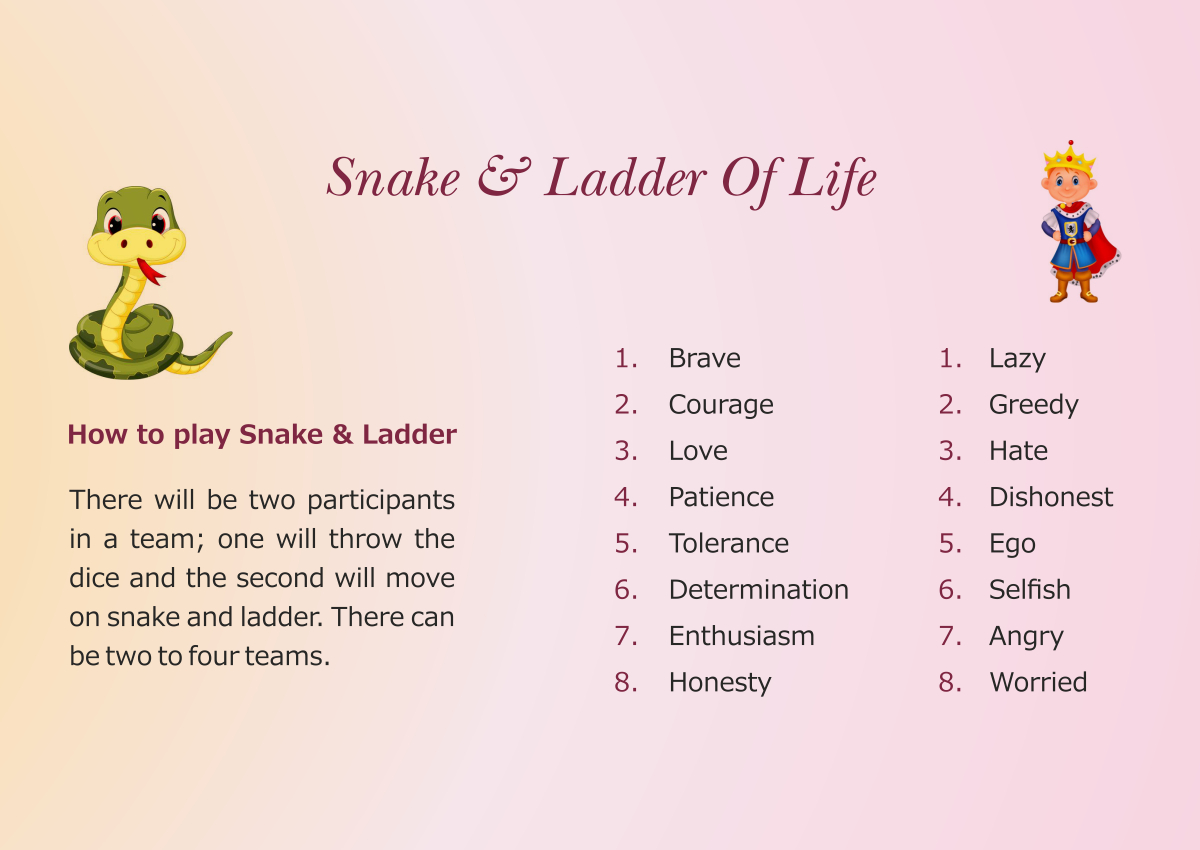 Snake & Ladder Of Life
How to play Snake & Ladder
There will be two participants
in a team; one will throw the
dice and the second will move
on snake and ladder. There can
be two to four teams.
1. Brave
2. Courage
3. Love
4. Patience
5. Tolerance
6. Determination
7. Enthusiasm
8. Honesty
1. Lazy
2. Greedy
3. Hate
4. Dishonest
5. Ego
6. Selfish
7. Angry
8. Worried